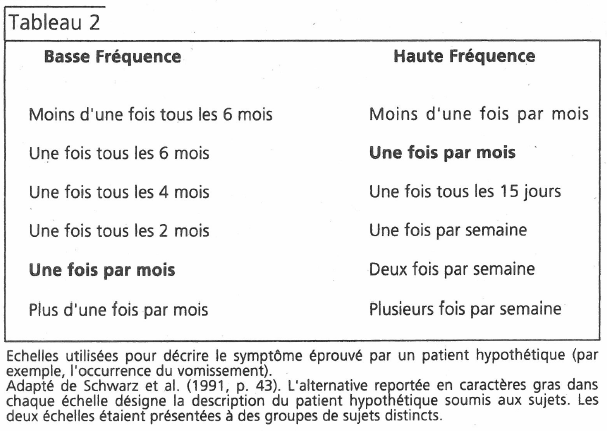 Tableau 2
Basse Fréquence Haute Fréquence
Moins d'une fois tous les 6 mois Moins d'une fois par mois
Une fois tous les 6 mois Une fois par mois
Une fois tous les 4 mois Une fois tous les 15 jours
Une fois tous les 2 mois Une fois par semaine
Une fois par mois Deux fois par semaine
Plus d'une fois par mois Plusieurs fois par semaine
Echelles utilisées pour décrire le symptôme éprouvé par un patient hypothétique (par
exemple, l'occurrence du vomissement).
Adapté de Schwarz et al. (1991, p. 43). L'alternative reportée en caractères gras dans
chaque échelle désigne la description du patient hypothétique soumis aux sujets. Les
deux échelles étaient présentées à des groupes de sujets distincts.